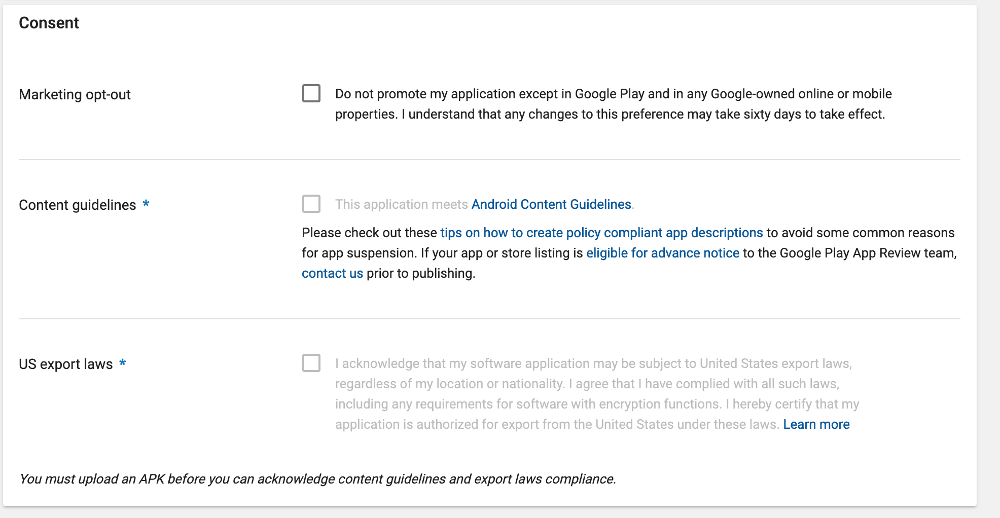 Consent
Marketing opt-out
Do not promote my application except in Google Play and in any Google-owned online or mobile
properties. I understand that any changes to this preference may take sixty days to take effect.
Content guidelines *
This application meets Android Content Guidelines.
Please check out these tips on how to create policy compliant app descriptions to avoid some common reasons
for app suspension. If your app or store listing is eligible for advance notice to the Google Play App Review team,
contact us prior to publishing.
US export laws *
I acknowledge that my software application may be subject to United States export laws,
regardless of my location or nationality. I agree that I have complied with all such laws,
including any requirements for software with encryption functions. I hereby certify that my
application is authorized for export from the United States under these laws. Learn more
You must upload an APK before you can acknowledge content guidelines and export laws compliance.